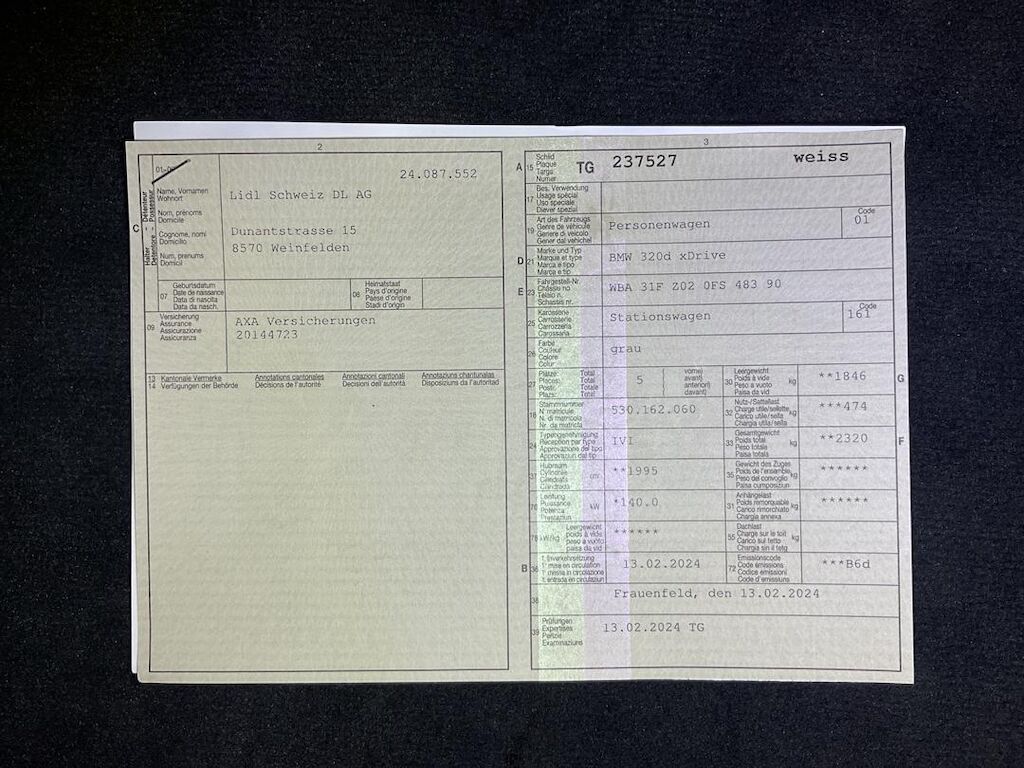 2
01-06
24.087.552
Halter - Détenteur
Detentore - Possessur
C
Name, Vornamen
Wohnort
Nom, prénoms
Domicile
Cognome, nomi
Domicilio
Num, prenums
Domicil
Lidl Schweiz DL AG
Dunantstrasse 15
8570 Weinfelden
07
Geburtsdatum
Date de naissance
Data di nascita
Data da nasch.
08
Heimatstaat
Pays d'origine
Paese d'origine
Stadi d'origin
09
Versicherung
Assurance
Assicurazione
Assicuranza
AXA Versicherungen
20144723
13 Kantonale Vermerke
14 Verfügungen der Behörde
Annotations cantonales
Décisions de l'autorité
Annotazioni cantonali
Decisioni dell'autorità
Annotaziuns chantunalas
Disposiziuns da l'autoritad
3
A 15
Schild
Plaque
Targa
Numer
TG 237527 weiss
17
Bes. Verwendung
Usage spécial
Uso speciale
Diever spezial
19
Art des Fahrzeugs
Genre de véhicule
Genere di veicolo
Gener dal vehichel
Personenwagen
Code
01
D 21
Marke und Typ
Marque et type
Marca e tipo
Marca e tip
BMW 320d xDrive
E 23
Fahrgestell-Nr.
Châssis no
Telaio n.
Schassis nr.
WBA 31F Z02 0FS 483 90
25
Karosserie
Carrosserie
Carrozzeria
Carossaria
Stationswagen
Code
161
26
Farbe
Couleur
Colore
Colur
grau
27
Plätze: Total
Places: Total
Posti: Totale
Plazs: Total
5
vorne)
avant)
anteriori)
davant)
30
Leergewicht
Poids à vide
Peso a vuoto
Paisa da vid
kg
**1846
G
18
Stammnummer
N° matricule
N. di matricola
Nr. da matricla
530.162.060
32
Nutz-/Sattellast
Charge utile/sellette
Carico utile/sella
Chargia utila/sella
kg
***474
24
Typengenehmigung
Réception par type
Approvazione del tipo
Approvaziun dal tip
IVI
33
Gesamtgewicht
Poids total
Peso totale
Paisa totala
kg
**2320
F
37
Hubraum
Cylindrée
Cilindrata
Cilindrada
cm³
**1995
35
Gewicht des Zuges
Poids de l'ensemble
Peso del convoglio
Paisa cumposiziun
kg
******
76
Leistung
Puissance
Potenza
Prestaziun
kW
*140.0
31
Anhängelast
Poids remorquable
Carico rimorchiato
Chargia annexa
kg
******
78 kW/kg
Leergewicht
poids à vide
peso a vuoto
paisa da vid
******
55
Dachlast
Charge sur le toit
Carico sul tetto
Chargia sin il tetg
kg
B 36
1. Inverkehrsetzung
1re mise en circulation
1a messa in circolazione
1. entrada en circulaziun
13.02.2024
72
Emissionscode
Code émissions
Codice emissioni
Code d'emissiuns
***B6d
38
Frauenfeld, den 13.02.2024
39
Prüfungen
Expertises
Perizie
Examinaziuns
13.02.2024 TG